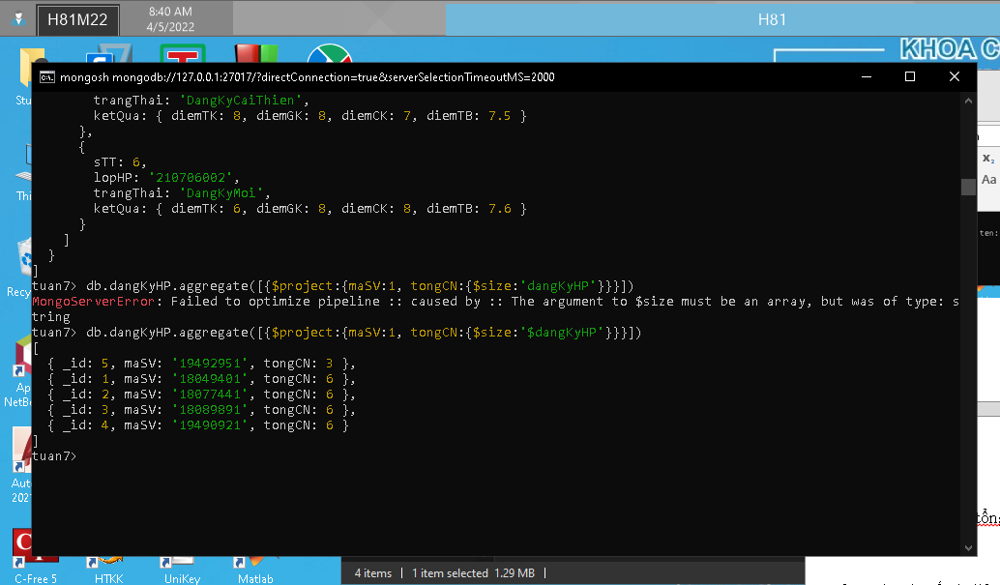 H81M22
8:40 AM
4/5/2022
H81
KHOA C
mongosh mongodb://127.0.0.1:27017/?directConnection=true&serverSelectionTimeoutMS=2000
trangThai: 'DangKyCaiThien',
ketQua: { diemTK: 8, diemGK: 8, diemCK: 7, diemTB: 7.5 }
},
{
sTT: 6,
lopHP: '210706002',
trangThai: 'DangKyMoi',
ketQua: { diemTK: 6, diemGK: 8, diemCK: 8, diemTB: 7.6 }
}
]
}
]
tuan7> db.dangKyHP.aggregate([{$project:{maSV:1, tongCN:{$size:'dangKyHP'}}}])
MongoServerError: Failed to optimize pipeline :: caused by :: The argument to $size must be an array, but was of type: s
tring
tuan7> db.dangKyHP.aggregate([{$project:{maSV:1, tongCN:{$size:'$dangKyHP'}}}])
[
{ _id: 5, maSV: '19492951', tongCN: 3 },
{ _id: 1, maSV: '18049401', tongCN: 6 },
{ _id: 2, maSV: '18077441', tongCN: 6 },
{ _id: 3, maSV: '18089891', tongCN: 6 },
{ _id: 4, maSV: '19490921', tongCN: 6 }
]
tuan7>
Stu
Thi
Recy
Ap
NetBe
Aut
202
C-Free 5
HTKK
UniKey
Matlab
4 items | 1 item selected 1.29 MB |
x₂
Aa
ten:
tổng